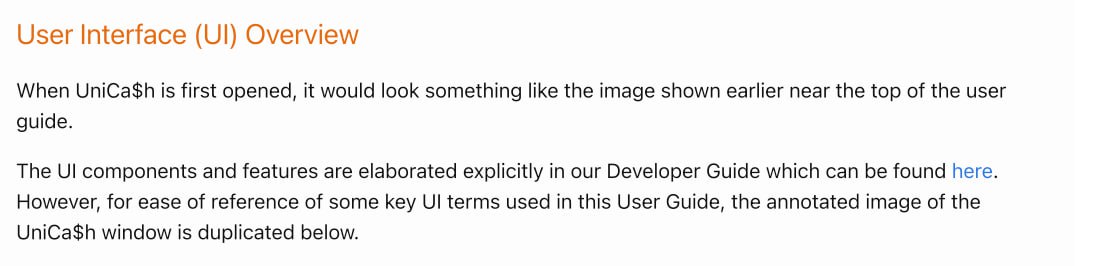 User Interface (UI) Overview
When UniCa$h is first opened, it would look something like the image shown earlier near the top of the user
guide.
The UI components and features are elaborated explicitly in our Developer Guide which can be found here.
However, for ease of reference of some key UI terms used in this User Guide, the annotated image of the
UniCa$h window is duplicated below.